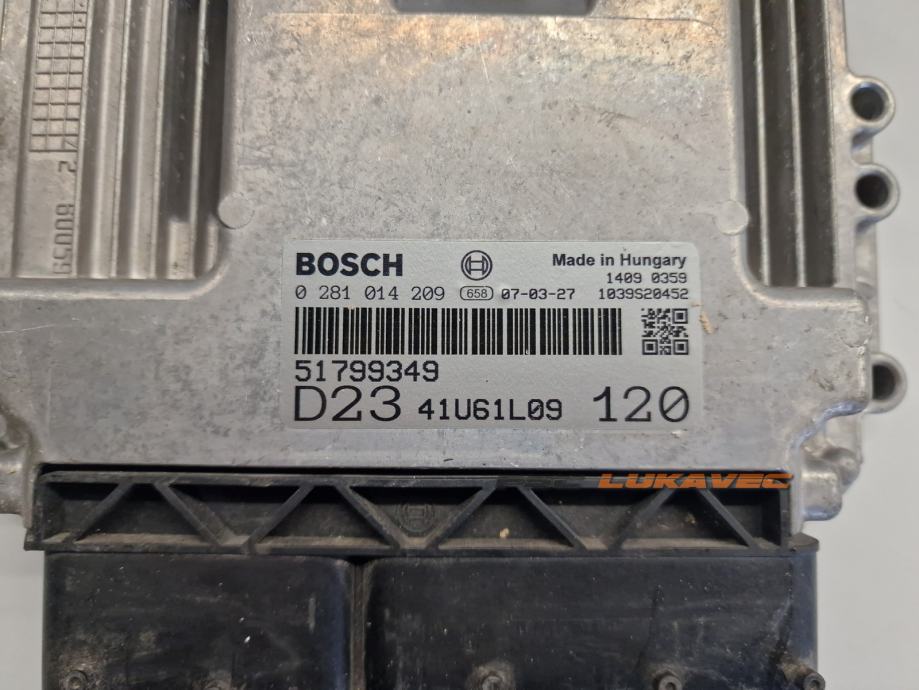 BOSCH Made in Hungary
1409 0359
0 281 014 209 658 07-03-27 1039S20452
51799349
D23 41U61L09 120
LUKAVEC